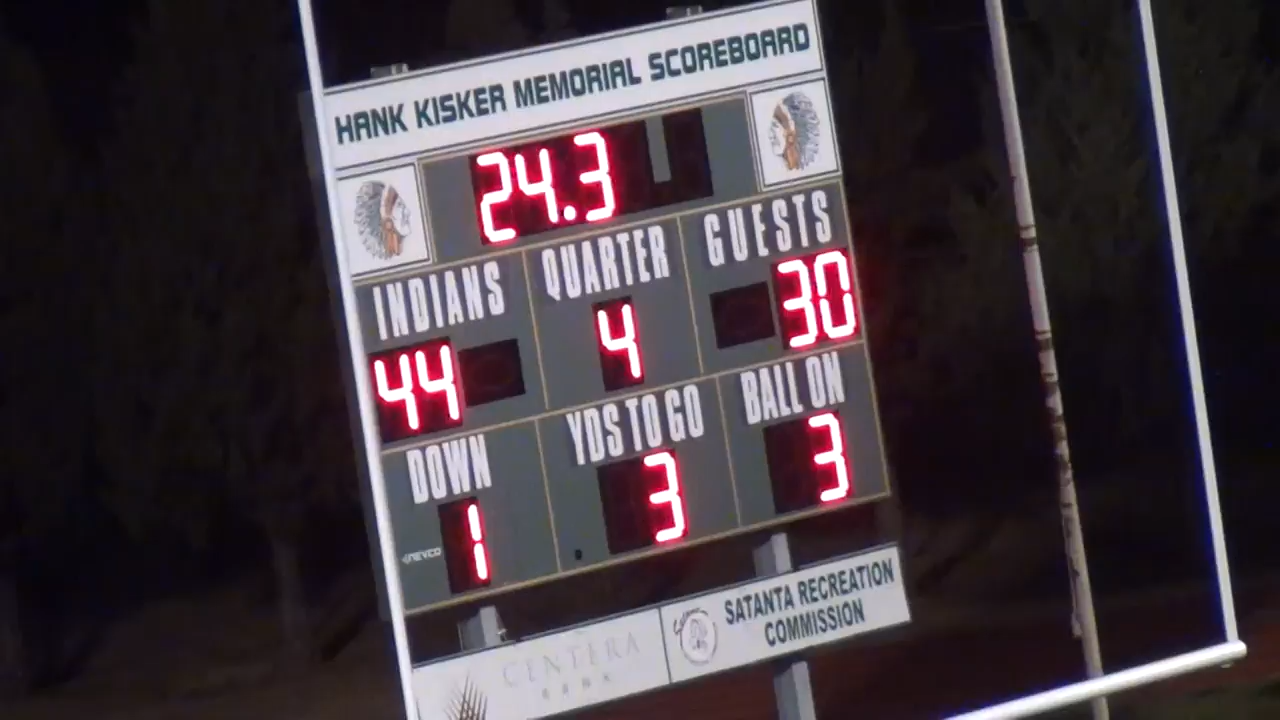 HANK KISKER MEMORIAL SCOREBOARD
24.3
INDIANS QUARTER GUESTS
44 4 30
DOWN YDS TO GO BALL ON
1 3 3
NEVCO
CENTERA
BANK
SATANTA RECREATION
COMMISSION